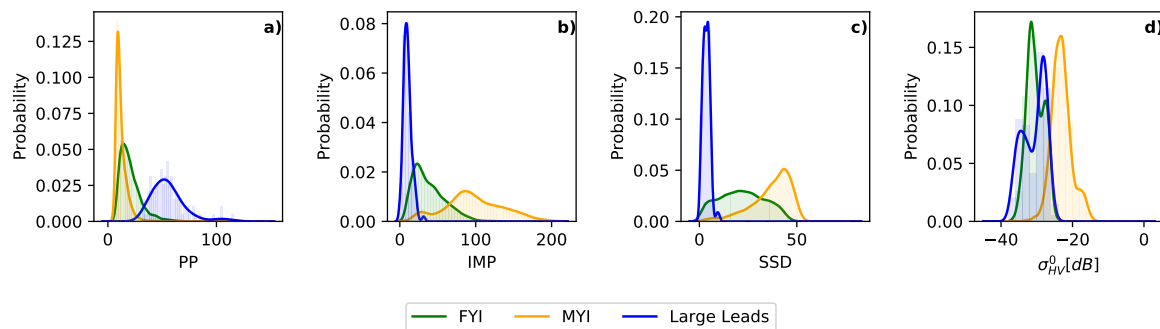 a)
0.125
0.100
0.075
0.050
0.025
0.000
Probability
0 100
PP
b)
0.08
0.06
0.04
0.02
0.00
Probability
0 100 200
IMP
c)
0.20
0.15
0.10
0.05
0.00
Probability
0 50
SSD
d)
0.15
0.10
0.05
0.00
Probability
−40 −20 0
σ⁰HV[dB]
FYI MYI Large Leads